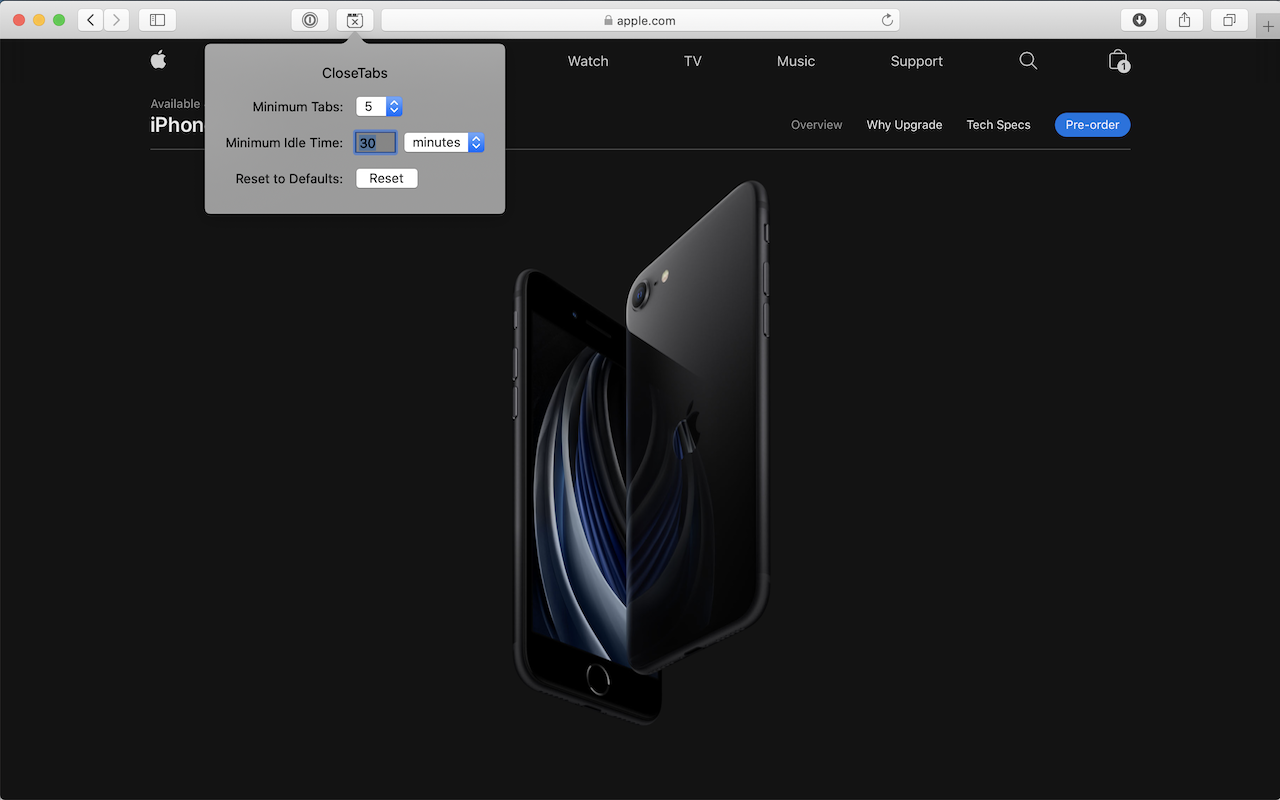 apple.com
Watch
TV
Music
Support
1
CloseTabs
Minimum Tabs: 5
Minimum Idle Time: 30 minutes
Reset to Defaults: Reset
Available
iPhon
Overview
Why Upgrade
Tech Specs
Pre-order